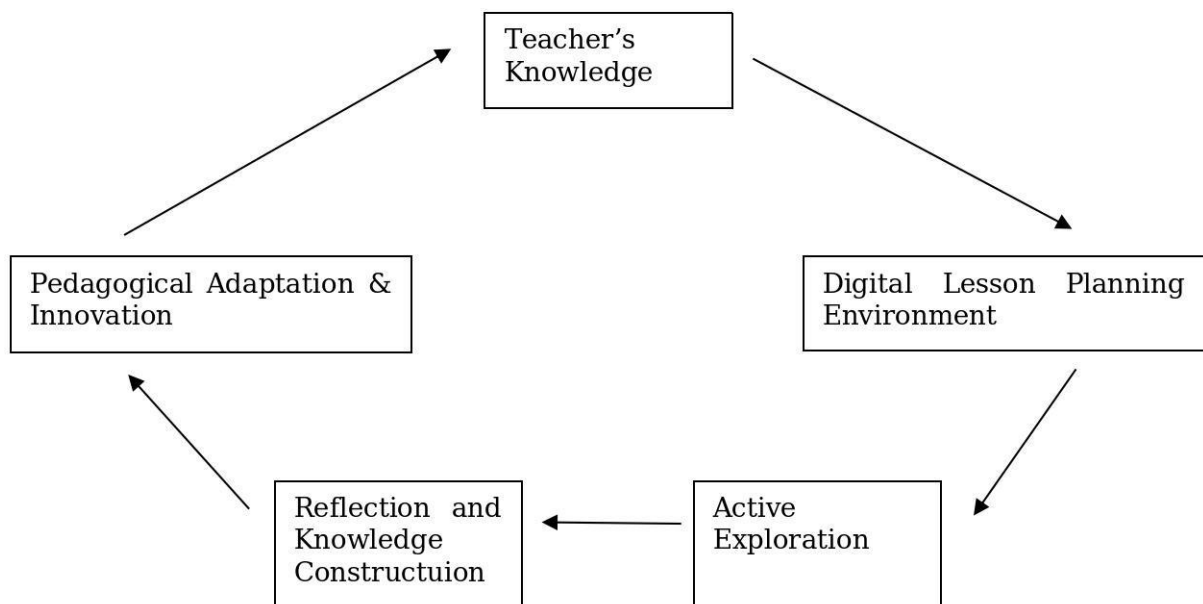 Teacher’s
Knowledge
Pedagogical Adaptation &
Innovation
Digital Lesson Planning
Environment
Reflection and
Knowledge
Constructuion
Active
Exploration